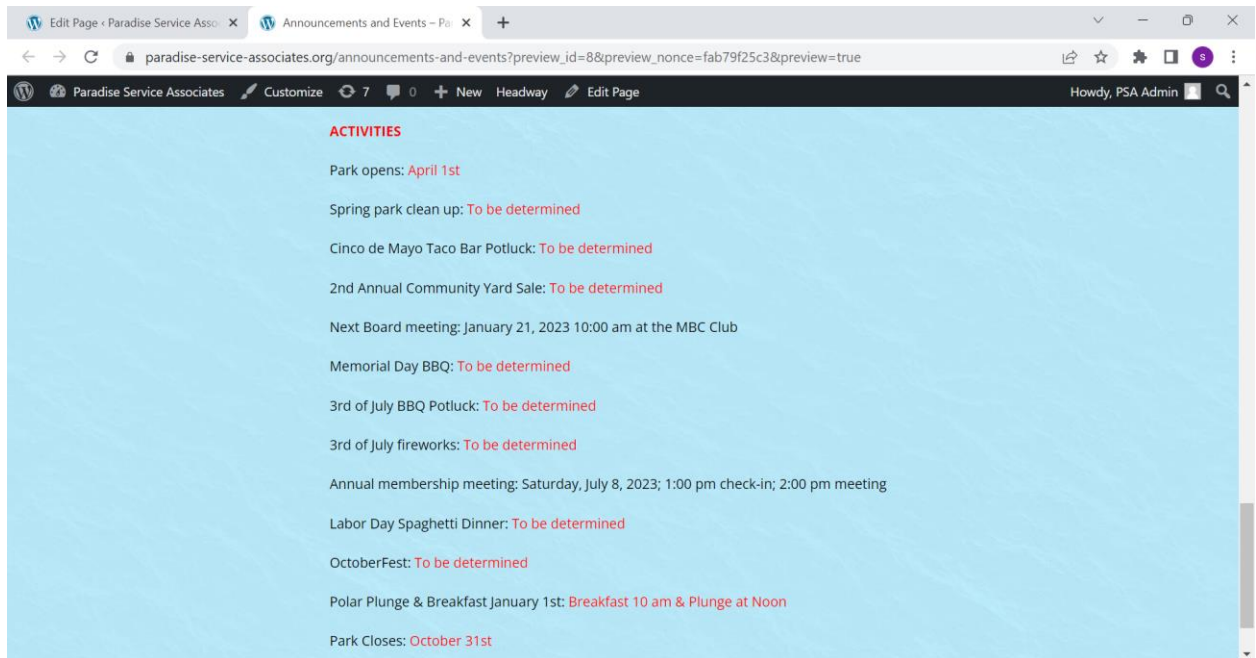 Edit Page ‹ Paradise Service Asso
Announcements and Events – Pa
paradise-service-associates.org/announcements-and-events?preview_id=8&preview_nonce=fab79f25c3&preview=true
S
Paradise Service Associates Customize 7 0 + New Headway Edit Page Howdy, PSA Admin
ACTIVITIES
Park opens: April 1st
Spring park clean up: To be determined
Cinco de Mayo Taco Bar Potluck: To be determined
2nd Annual Community Yard Sale: To be determined
Next Board meeting: January 21, 2023 10:00 am at the MBC Club
Memorial Day BBQ: To be determined
3rd of July BBQ Potluck: To be determined
3rd of July fireworks: To be determined
Annual membership meeting: Saturday, July 8, 2023; 1:00 pm check-in; 2:00 pm meeting
Labor Day Spaghetti Dinner: To be determined
OctoberFest: To be determined
Polar Plunge & Breakfast January 1st: Breakfast 10 am & Plunge at Noon
Park Closes: October 31st